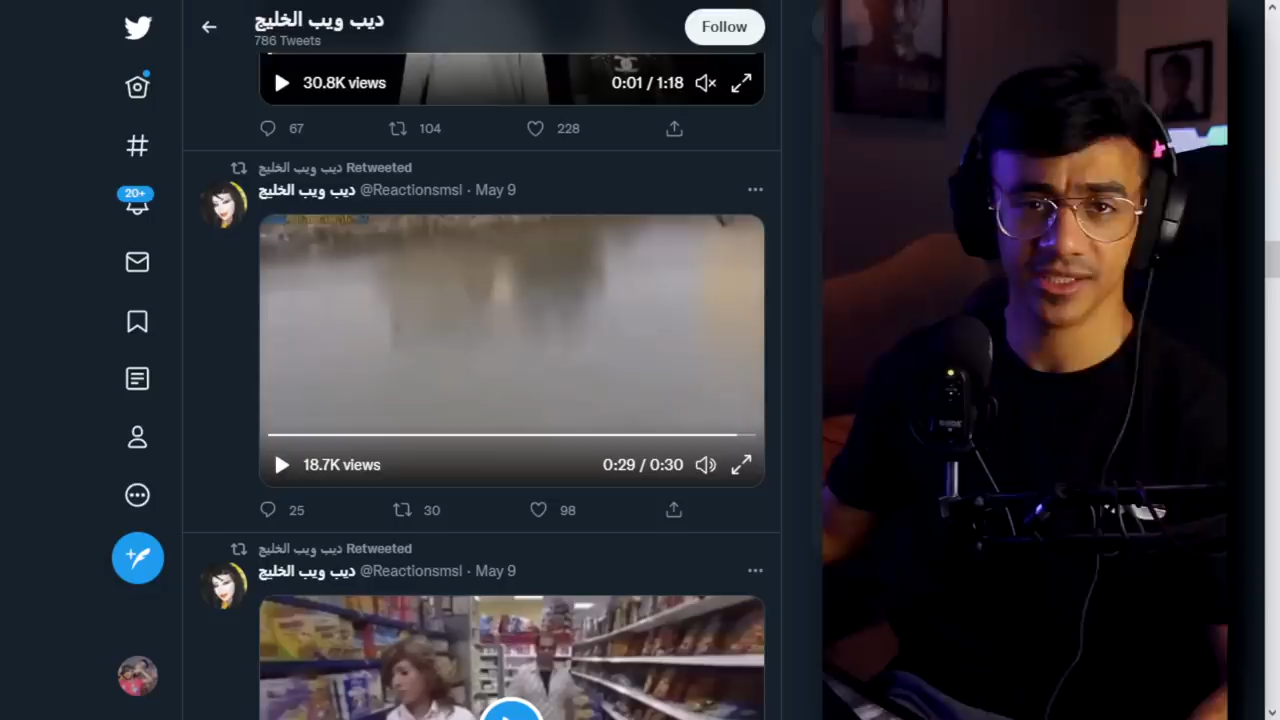 ديب ويب الخليج
786 Tweets
Follow
30.8K views
0:01 / 1:18
67
104
228
ديب ويب الخليج Retweeted
ديب ويب الخليج @Reactionsmsl · May 9
20+
18.7K views
0:29 / 0:30
25
30
98
ديب ويب الخليج Retweeted
ديب ويب الخليج @Reactionsmsl · May 9